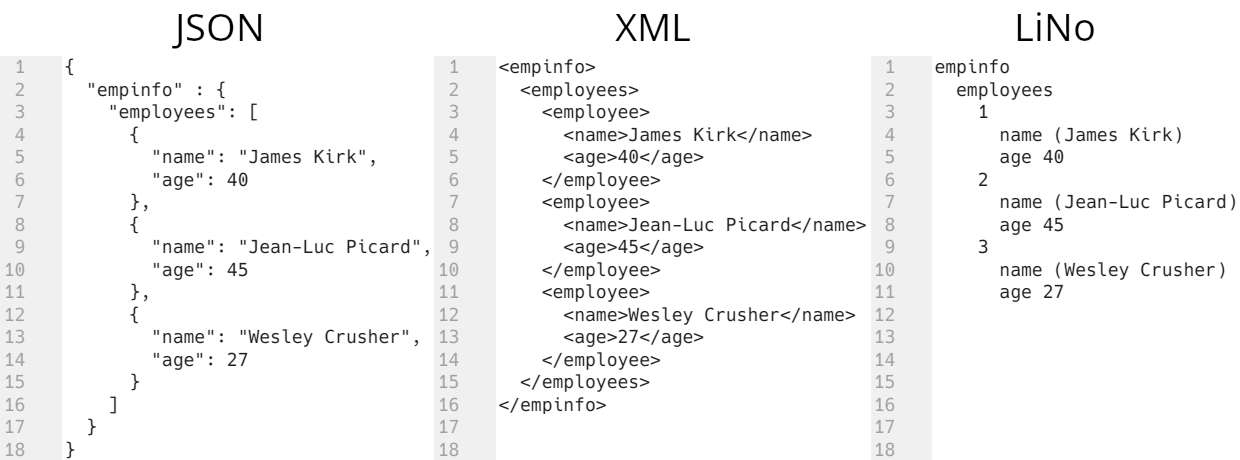 JSON
1 {
2   "empinfo" : {
3     "employees": [
4       {
5         "name": "James Kirk",
6         "age": 40
7       },
8       {
9         "name": "Jean-Luc Picard",
10         "age": 45
11       },
12       {
13         "name": "Wesley Crusher",
14         "age": 27
15       }
16     ]
17   }
18 }
XML
1 <empinfo>
2   <employees>
3     <employee>
4       <name>James Kirk</name>
5       <age>40</age>
6     </employee>
7     <employee>
8       <name>Jean-Luc Picard</name>
9       <age>45</age>
10     </employee>
11     <employee>
12       <name>Wesley Crusher</name>
13       <age>27</age>
14     </employee>
15   </employees>
16 </empinfo>
17
18
LiNo
1 empinfo
2   employees
3     1
4       name (James Kirk)
5       age 40
6     2
7       name (Jean-Luc Picard)
8       age 45
9     3
10       name (Wesley Crusher)
11       age 27
12
13
14
15
16
17
18